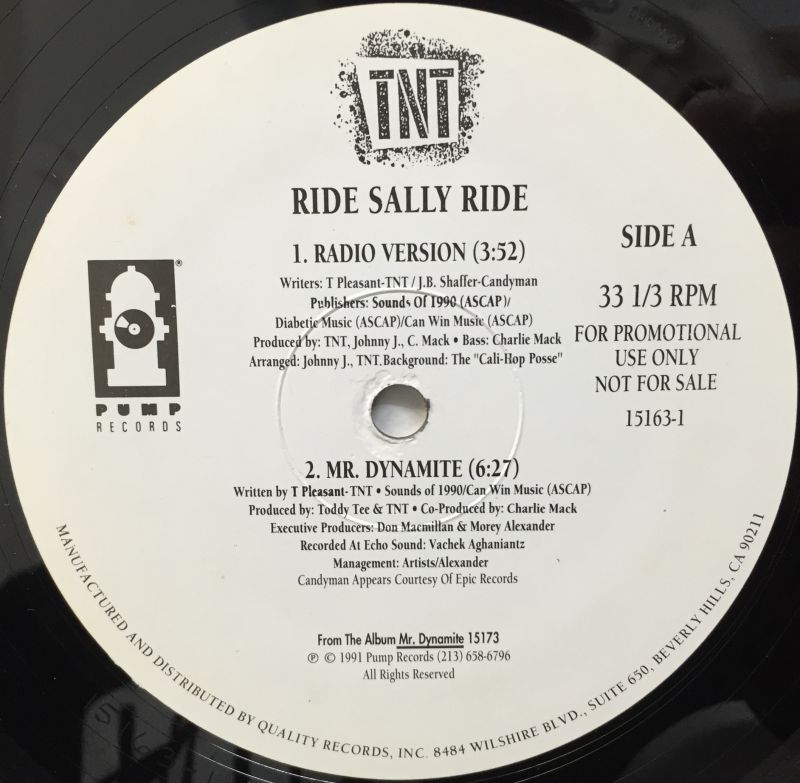 TNT
RIDE SALLY RIDE
1. RADIO VERSION (3:52)
Writers: T Pleasant-TNT / J.B. Shaffer-Candyman
Publishers: Sounds Of 1990 (ASCAP)/
Diabetic Music (ASCAP)/Can Win Music (ASCAP)
Produced by: TNT, Johnny J., C. Mack • Bass: Charlie Mack
Arranged: Johnny J., TNT.Background: The "Cali-Hop Posse"
SIDE A
33 1/3 RPM
FOR PROMOTIONAL
USE ONLY
NOT FOR SALE
15163-1
®
PUMP
RECORDS
2. MR. DYNAMITE (6:27)
Written by T Pleasant-TNT • Sounds of 1990/Can Win Music (ASCAP)
Produced by: Toddy Tee & TNT • Co-Produced by: Charlie Mack
Executive Producers: Don Macmillan & Morey Alexander
Recorded At Echo Sound: Vachek Aghaniantz
Management: Artists/Alexander
Candyman Appears Courtesy Of Epic Records
From The Album Mr. Dynamite 15173
℗ © 1991 Pump Records (213) 658-6796
All Rights Reserved
MANUFACTURED AND DISTRIBUTED BY QUALITY RECORDS, INC. 8484 WILSHIRE BLVD., SUITE 650, BEVERLY HILLS, CA 90211